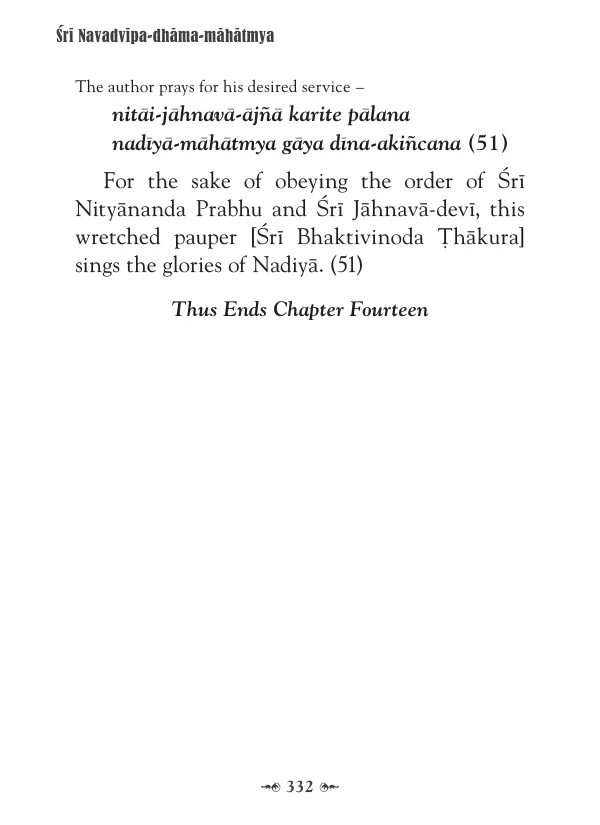 Śrī Navadvīpa-dhāma-māhātmya
The author prays for his desired service –
nitāi-jāhnavā-ājñā karite pālana
nadīyā-māhātmya gāya dīna-akiñcana (51)
For the sake of obeying the order of Śrī
Nityānanda Prabhu and Śrī Jāhnavā-devī, this
wretched pauper [Śrī Bhaktivinoda Ṭhākura]
sings the glories of Nadiyā. (51)
Thus Ends Chapter Fourteen
332